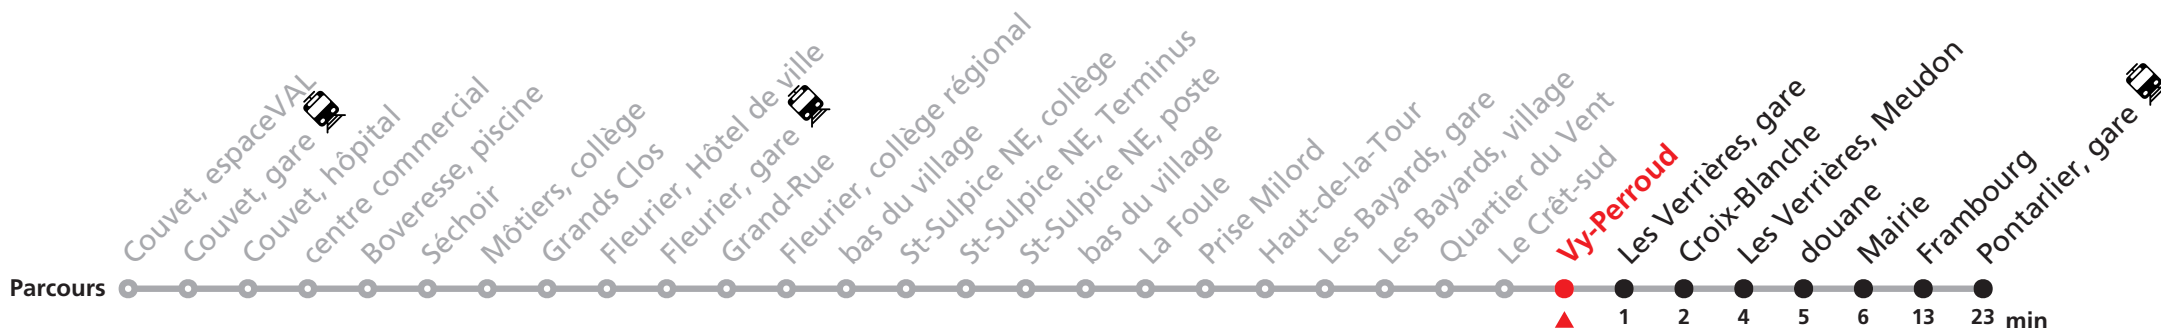 Couvet, espaceVAL
Couvet, gare
Couvet, hôpital
centre commercial
Boveresse, piscine
Séchoir
Môtiers, collège
Grands Clos
Fleurier, Hôtel de ville
Fleurier, gare
Grand-Rue
Fleurier, collège régional
bas du village
St-Sulpice NE, collège
St-Sulpice NE, Terminus
St-Sulpice NE, poste
bas du village
La Foule
Prise Milord
Haut-de-la-Tour
Les Bayards, gare
Les Bayards, village
Quartier du Vent
Le Crêt-sud
Vy-Perroud
Les Verrières, gare
Croix-Blanche
Les Verrières, Meudon
douane
Mairie
Frambourg
Pontarlier, gare
Parcours
1 2 4 5 6 13 23 min